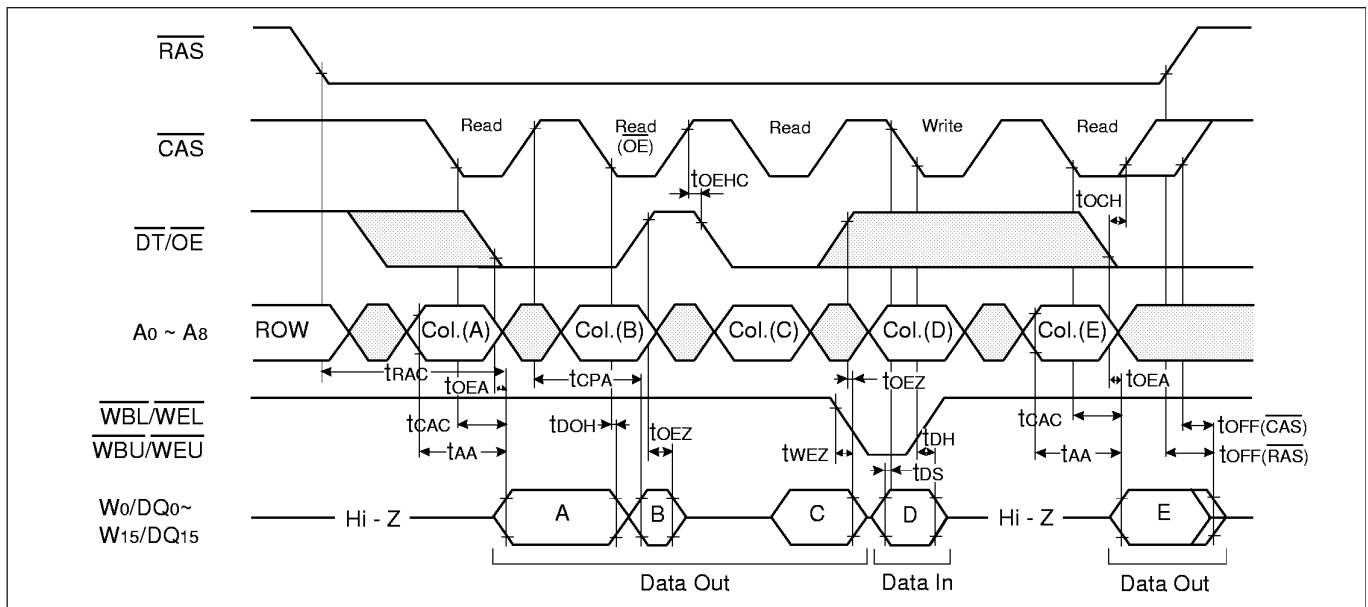 RAS
CAS
Read
Read
(OE)
Read
Write
Read
tOEHC
tOCH
DT/OE
A0 ~ A8
ROW
Col.(A)
Col.(B)
Col.(C)
Col.(D)
Col.(E)
tRAC
tOEA
tCPA
tOEZ
tOEA
WBL/WEL
WBU/WEU
tCAC
tAA
tDOH
tOEZ
tWEZ
tDH
tDS
tCAC
tAA
tOFF(CAS)
tOFF(RAS)
W0/DQ0~
W15/DQ15
Hi - Z
A
B
C
D
Hi - Z
E
Data Out
Data In
Data Out